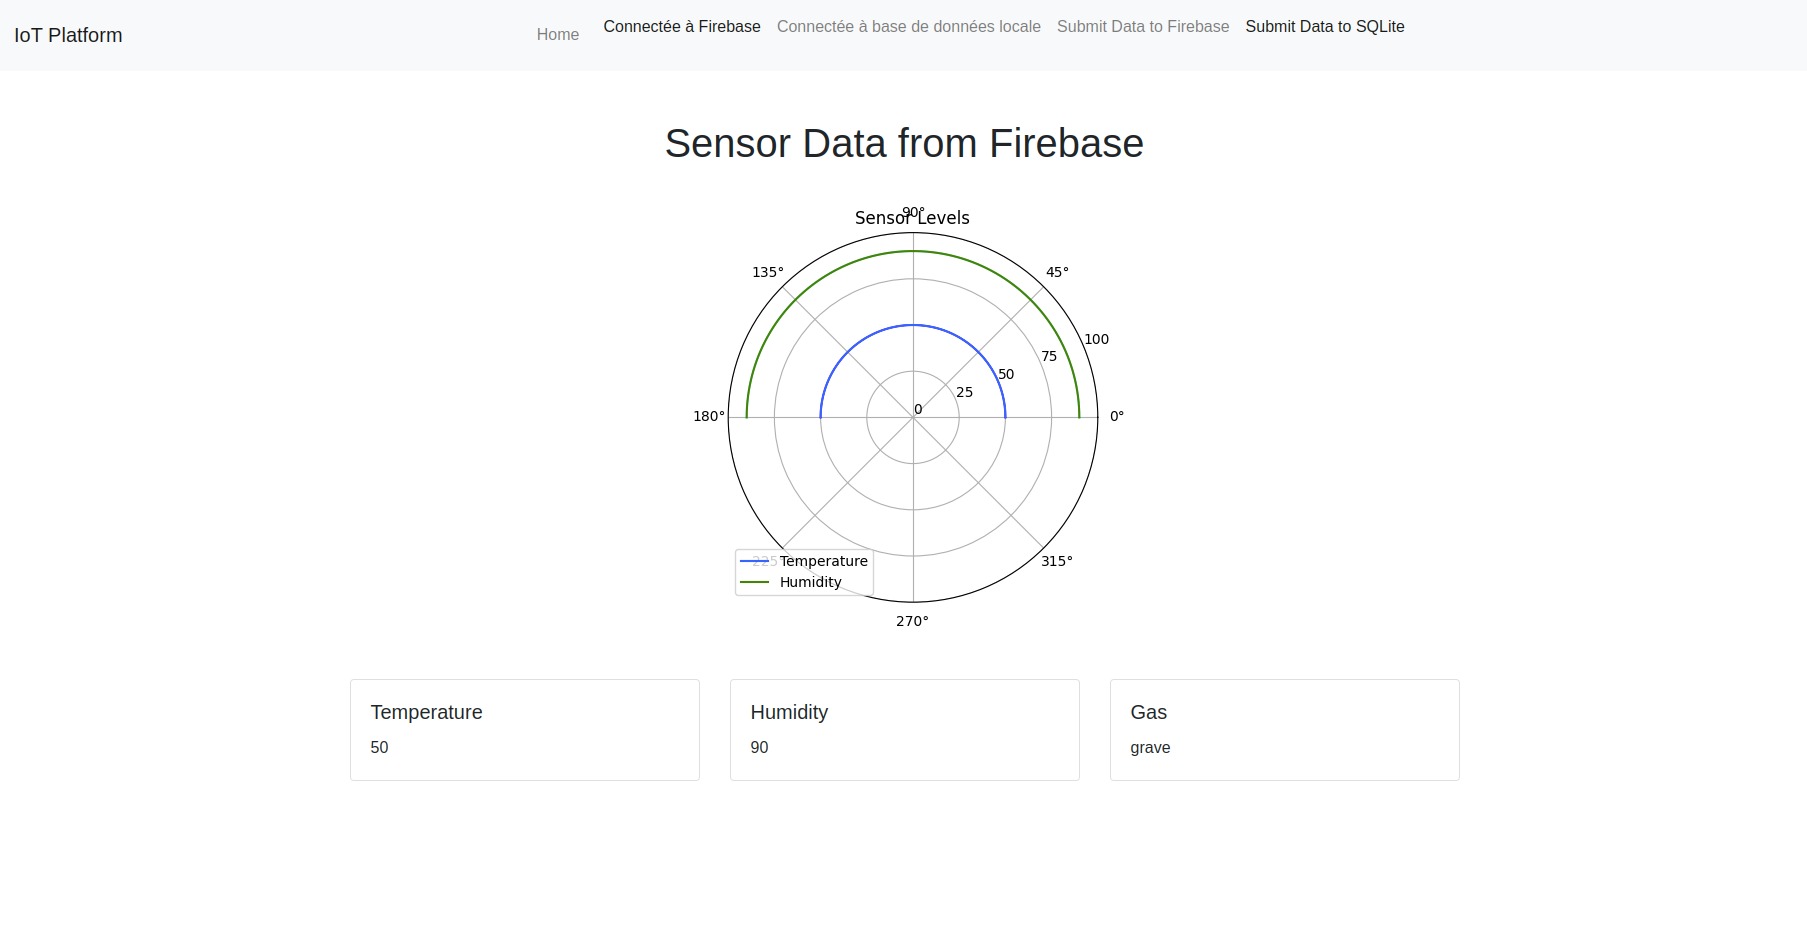 IoT Platform
Home Connectée à Firebase Connectée à base de données locale Submit Data to Firebase Submit Data to SQLite
Sensor Data from Firebase
90°
Sensor Levels
135°
45°
100
75
50
25
0
180°
0°
225°
Temperature
Humidity
315°
270°
Temperature
50
Humidity
90
Gas
grave